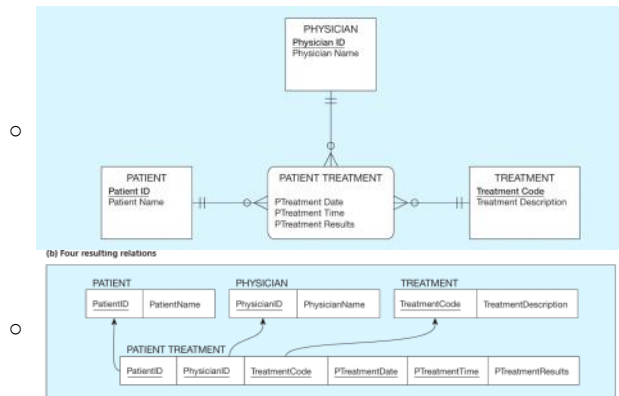 PHYSICIAN
Physician ID
Physician Name
PATIENT
Patient ID
Patient Name
PATIENT TREATMENT
PTreatment Date
PTreatment Time
PTreatment Results
TREATMENT
Treatment Code
Treatment Description
(b) Four resulting relations
PATIENT
PatientID PatientName
PHYSICIAN
PhysicianID PhysicianName
TREATMENT
TreatmentCode TreatmentDescription
PATIENT TREATMENT
PatientID PhysicianID TreatmentCode PTreatmentDate PTreatmentTime PTreatmentResults